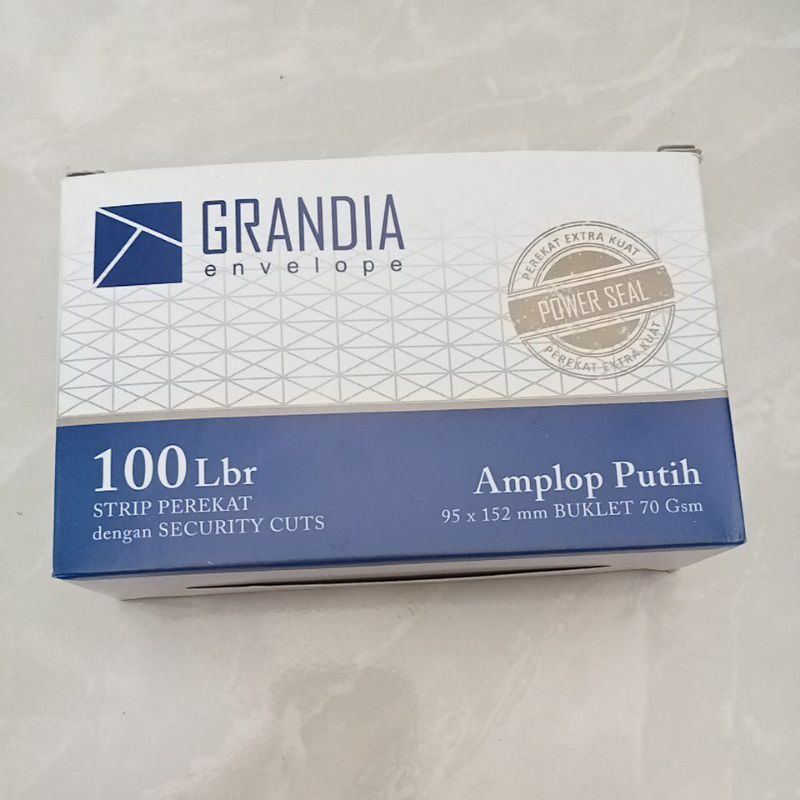 GRANDIA
envelope
PEREKAT EXTRA KUAT
POWER SEAL
PEREKAT EXTRA KUAT
100 Lbr
STRIP PEREKAT
dengan SECURITY CUTS
Amplop Putih
95 x 152 mm BUKLET 70 Gsm